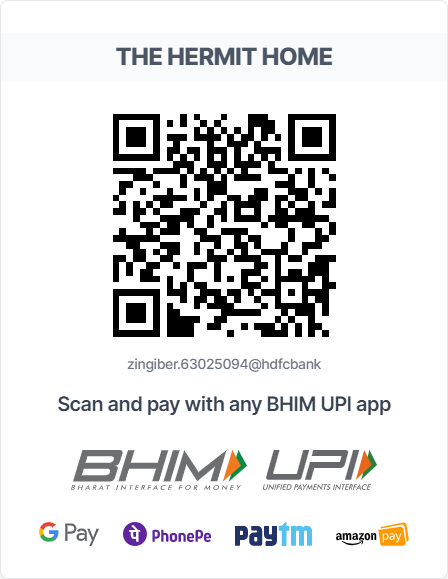 THE HERMIT HOME
zingiber.63025094@hdfcbank
Scan and pay with any BHIM UPI app
BHIM UPI
BHARAT INTERFACE FOR MONEY UNIFIED PAYMENTS INTERFACE
G Pay पे PhonePe paytm amazon pay